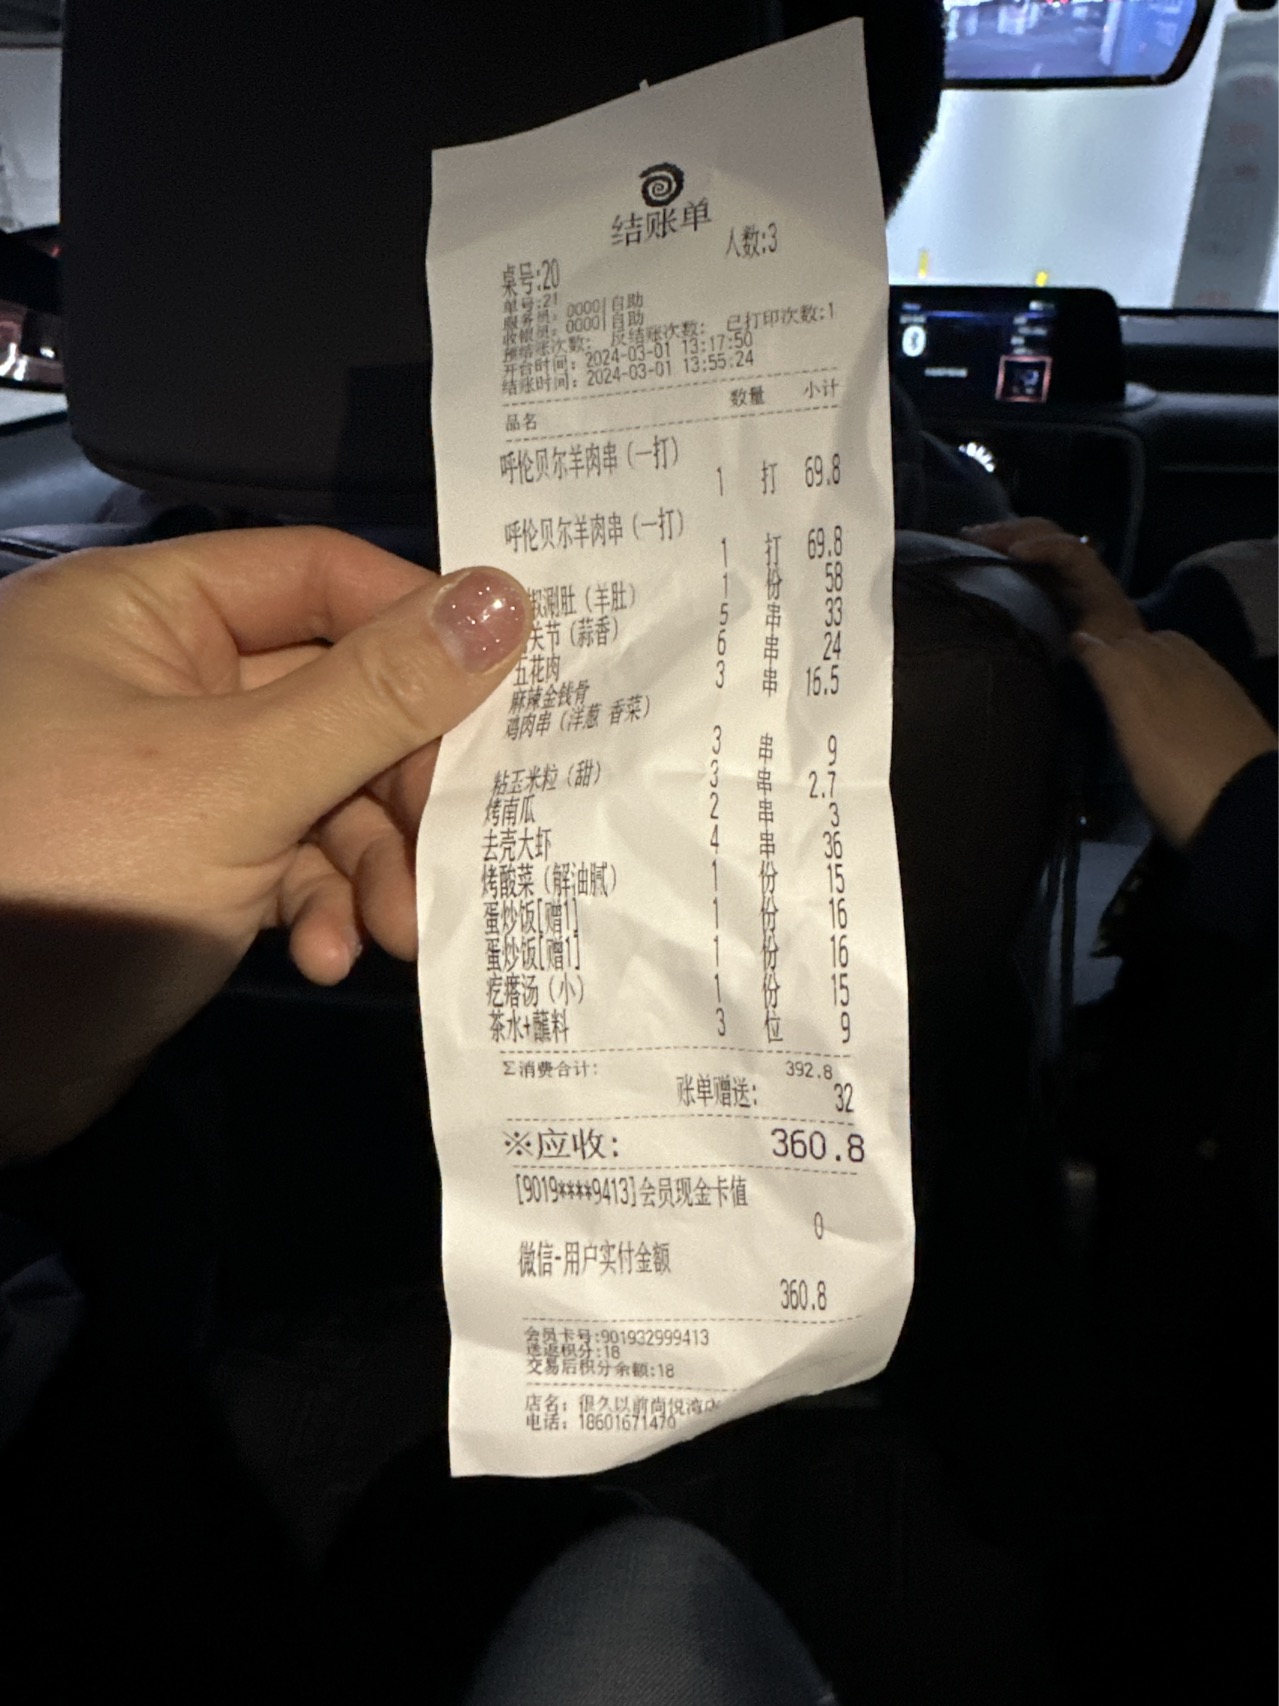 结账单
人数:3
桌号:20
单号:21
服务员: 0000|自助
收银员: 0000|自助
预结账次数: 反结账次数: 已打印次数:1
开台时间: 2024-03-01 13:17:50
结账时间: 2024-03-01 13:55:24
品名 数量 小计
呼伦贝尔羊肉串(一打)
1 打 69.8
呼伦贝尔羊肉串(一打)
1 打 69.8
椒涮肚(羊肚) 1 份 58
关节(蒜香) 5 串 33
五花肉 6 串 24
麻辣金钱骨 3 串 16.5
鸡肉串(洋葱 香菜)
3 串 9
粘玉米粒(甜) 3 串 2.7
烤南瓜 2 串 3
去壳大虾 4 串 36
烤酸菜(解油腻) 1 份 15
蛋炒饭[赠1] 1 份 16
蛋炒饭[赠1] 1 份 16
疙瘩汤(小) 1 份 15
茶水+蘸料 3 位 9
Σ消费合计: 392.8
账单赠送: 32
※应收: 360.8
[9019****9413]会员现金卡值
0
微信-用户实付金额
360.8
会员卡号:901932999413
送返积分:18
交易后积分余额:18
店名: 很久以前尚悦湾店
电话: 18601671470